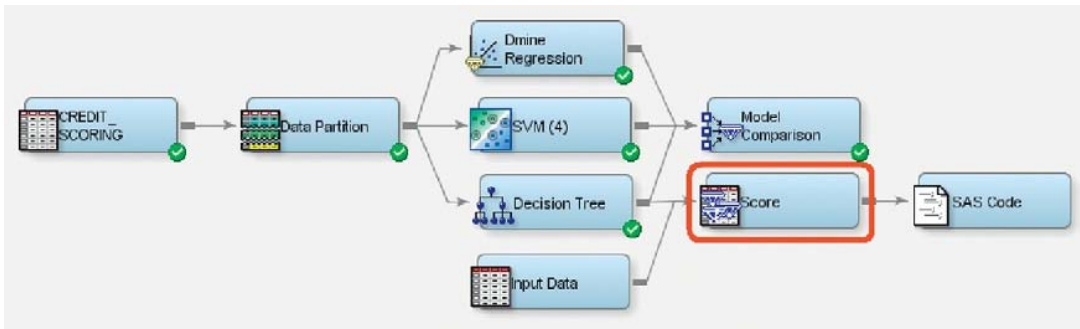 CREDIT_
SCORING
Data Partition
Dmine
Regression
SVM (4)
Decision Tree
Input Data
Model
Comparison
Score
SAS Code